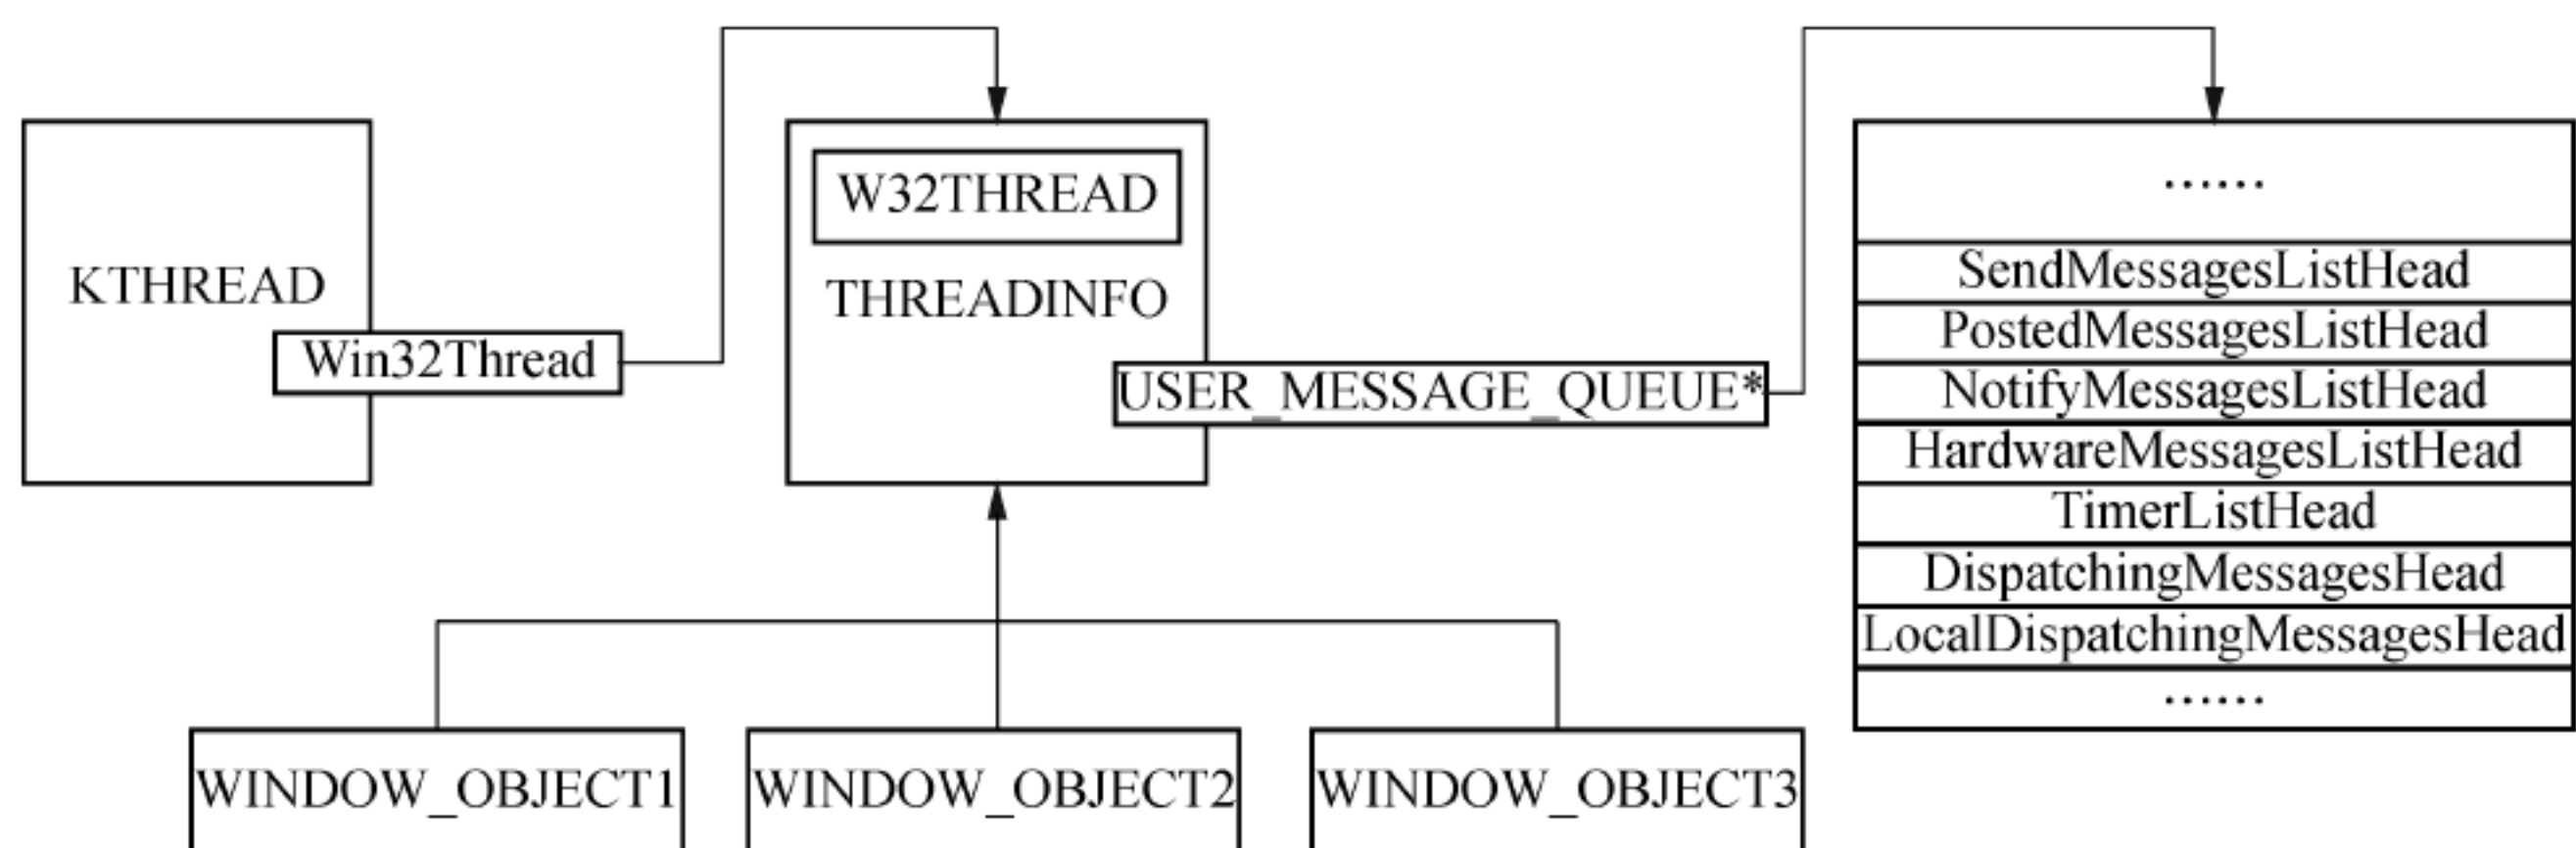 KTHREAD
Win32Thread
W32THREAD
THREADINFO
USER_MESSAGE_QUEUE*
……
SendMessagesListHead
PostedMessagesListHead
NotifyMessagesListHead
HardwareMessagesListHead
TimerListHead
DispatchingMessagesHead
LocalDispatchingMessagesHead
……
WINDOW_OBJECT1
WINDOW_OBJECT2
WINDOW_OBJECT3